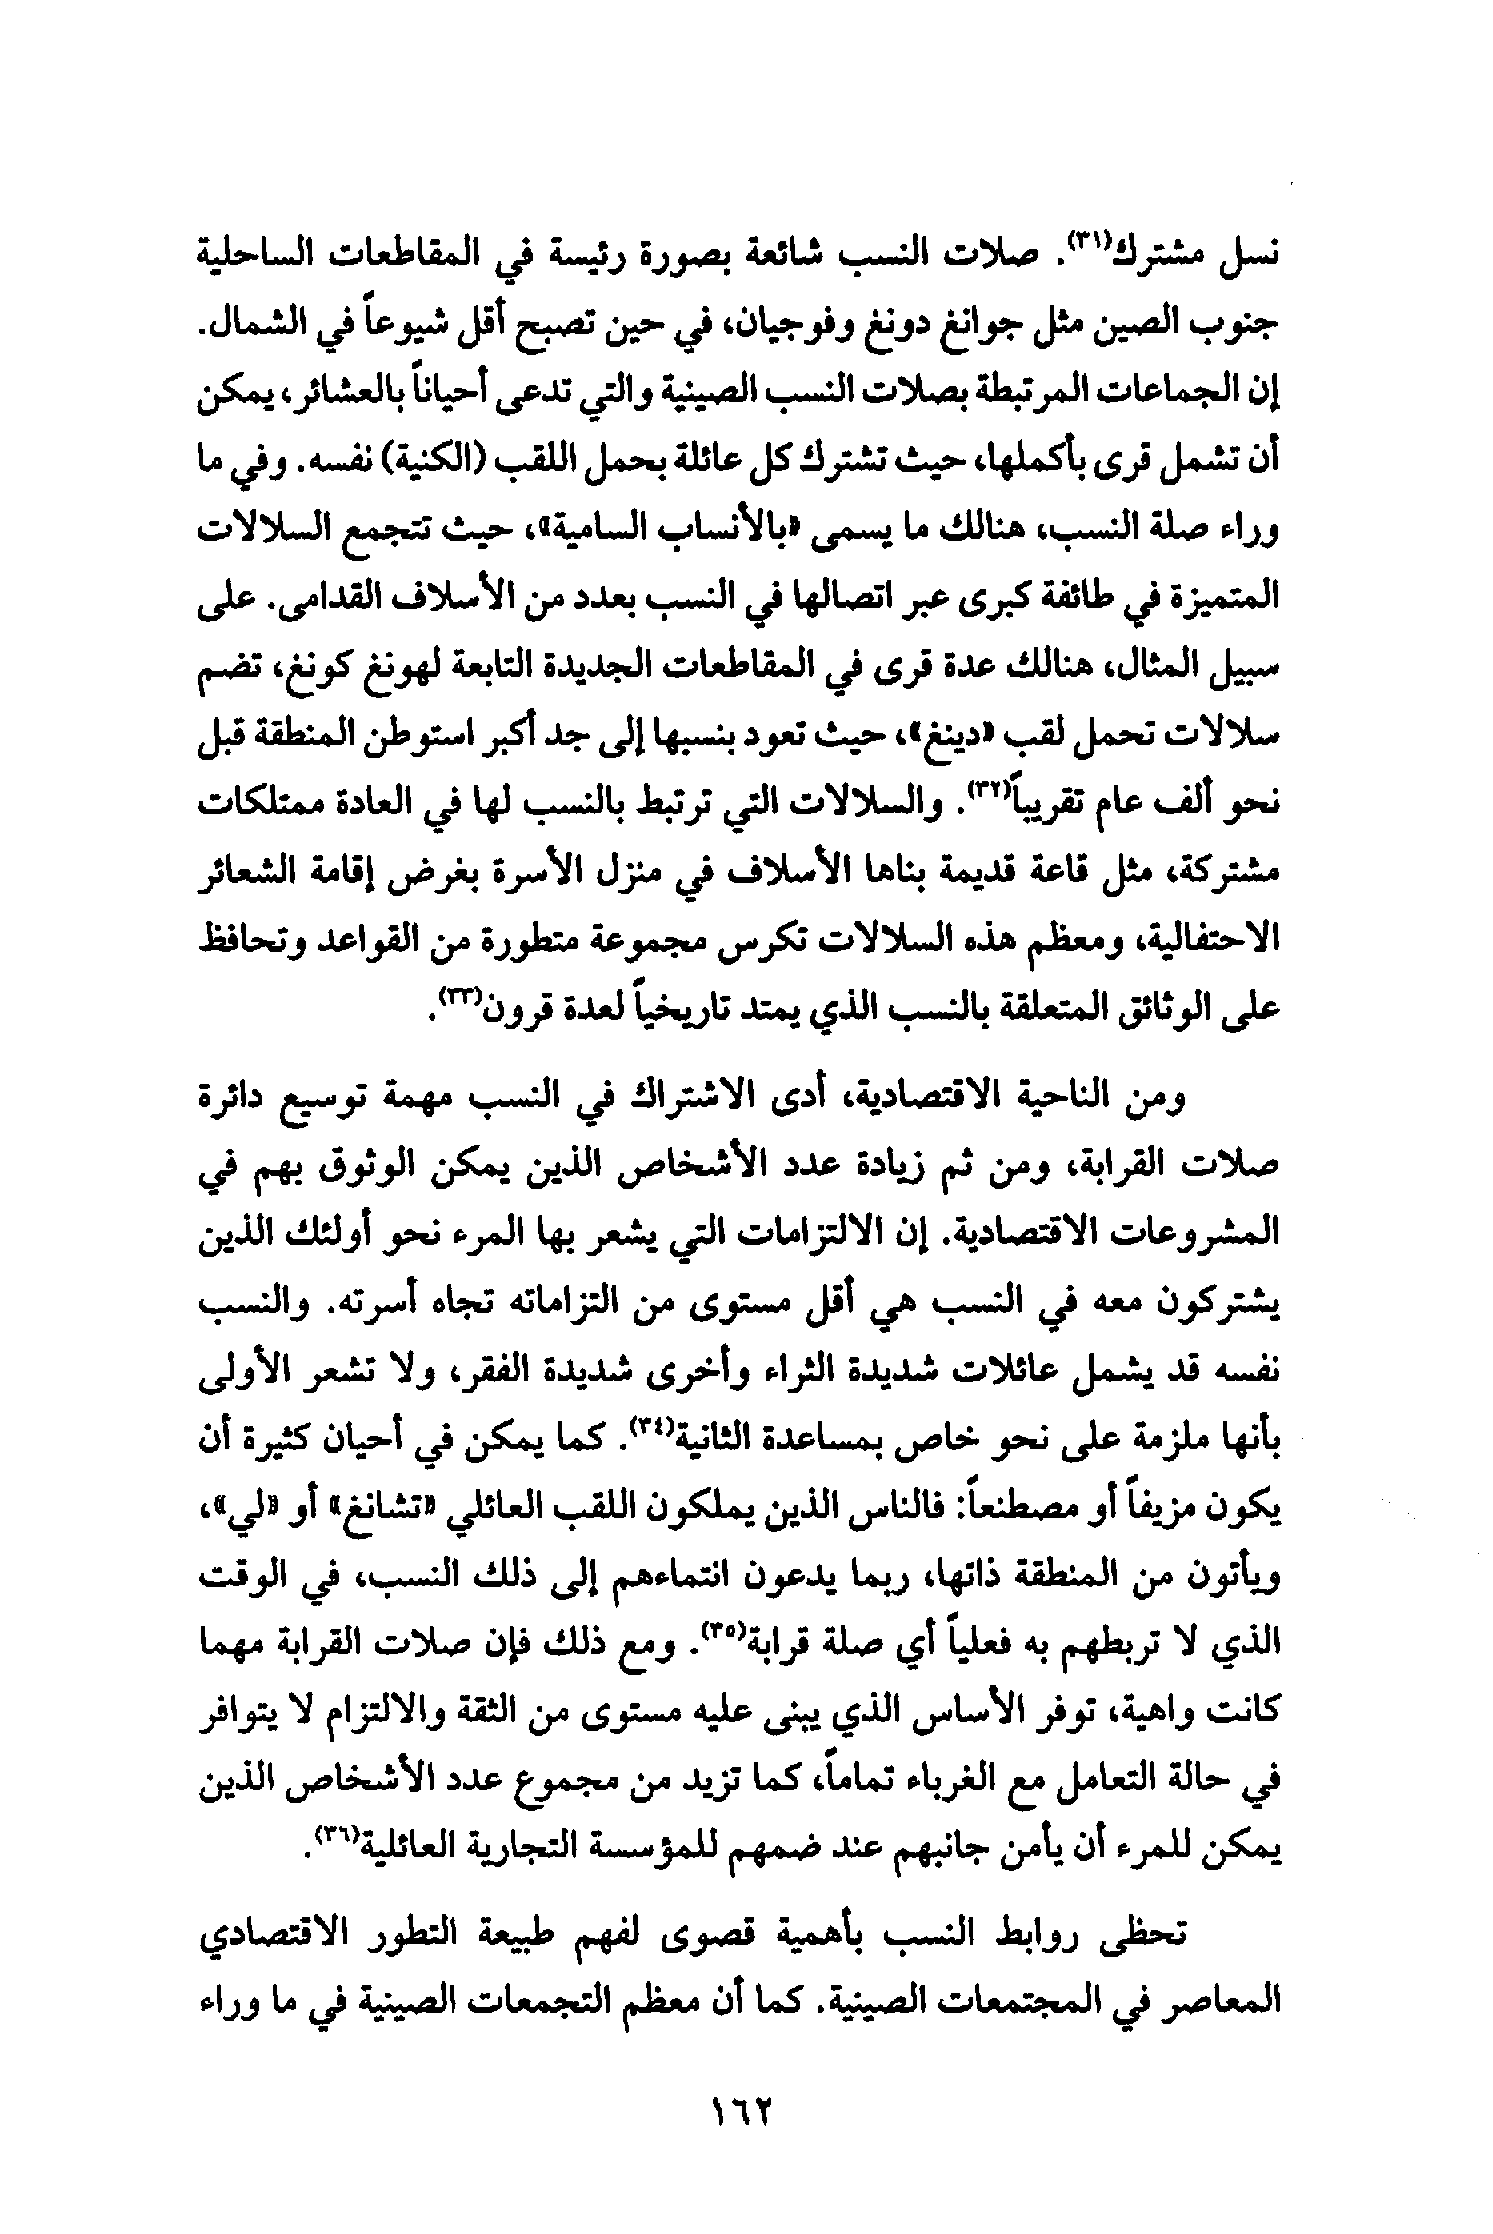 نسل مشترك(٣١). صلات النسب شائعة بصورة رئيسة في المقاطعات الساحلية
جنوب الصين مثل جوانغ دونغ وفوجيان، في حين تصبح أقل شيوعاً في الشمال.
إن الجماعات المرتبطة بصلات النسب الصينية والتي تدعى أحياناً بالعشائر، يمكن
أن تشمل قرى بأكملها، حيث تشترك كل عائلة بحمل اللقب (الكنية) نفسه. وفي ما
وراء صلة النسب، هنالك ما يسمى «بالأنساب السامية»، حيث تتجمع السلالات
المتميزة في طائفة كبرى عبر اتصالها في النسب بعدد من الأسلاف القدامى. على
سبيل المثال، هنالك عدة قرى في المقاطعات الجديدة التابعة لهونغ كونغ، تضم
سلالات تحمل لقب «دينغ»، حيث تعود بنسبها إلى جد أكبر استوطن المنطقة قبل
نحو ألف عام تقريباً(٣٢). والسلالات التي ترتبط بالنسب لها في العادة ممتلكات
مشتركة، مثل قاعة قديمة بناها الأسلاف في منزل الأسرة بغرض إقامة الشعائر
الاحتفالية، ومعظم هذه السلالات تكرس مجموعة متطورة من القواعد وتحافظ
على الوثائق المتعلقة بالنسب الذي يمتد تاريخياً لعدة قرون(٣٣).
ومن الناحية الاقتصادية، أدى الاشتراك في النسب مهمة توسيع دائرة
صلات القرابة، ومن ثم زيادة عدد الأشخاص الذين يمكن الوثوق بهم في
المشروعات الاقتصادية. إن الالتزامات التي يشعر بها المرء نحو أولئك الذين
يشتركون معه في النسب هي أقل مستوى من التزاماته تجاه أسرته. والنسب
نفسه قد يشمل عائلات شديدة الثراء وأخرى شديدة الفقر، ولا تشعر الأولى
بأنها ملزمة على نحو خاص بمساعدة الثانية(٣٤). كما يمكن في أحيان كثيرة أن
يكون مزيفاً أو مصطنعاً: فالناس الذين يملكون اللقب العائلي «تشانغ» أو «لي»،
ويأتون من المنطقة ذاتها، ربما يدعون انتماءهم إلى ذلك النسب، في الوقت
الذي لا تربطهم به فعلياً أي صلة قرابة(٣٥). ومع ذلك فإن صلات القرابة مهما
كانت واهية، توفر الأساس الذي يبنى عليه مستوى من الثقة والالتزام لا يتوافر
في حالة التعامل مع الغرباء تماماً، كما تزيد من مجموع عدد الأشخاص الذين
يمكن للمرء أن يأمن جانبهم عند ضمهم للمؤسسة التجارية العائلية(٣٦).
تحظى روابط النسب بأهمية قصوى لفهم طبيعة التطور الاقتصادي
المعاصر في المجتمعات الصينية. كما أن معظم التجمعات الصينية في ما وراء
١٦٢